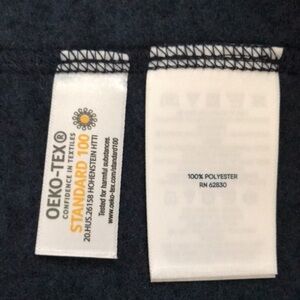 OEKO-TEX®
CONFIDENCE IN TEXTILES
STANDARD 100
20.HUS.26158 HOHENSTEIN HTTI
Tested for harmful substances.
www.oeko-tex.com/standard100
100% POLYESTER
RN 62830